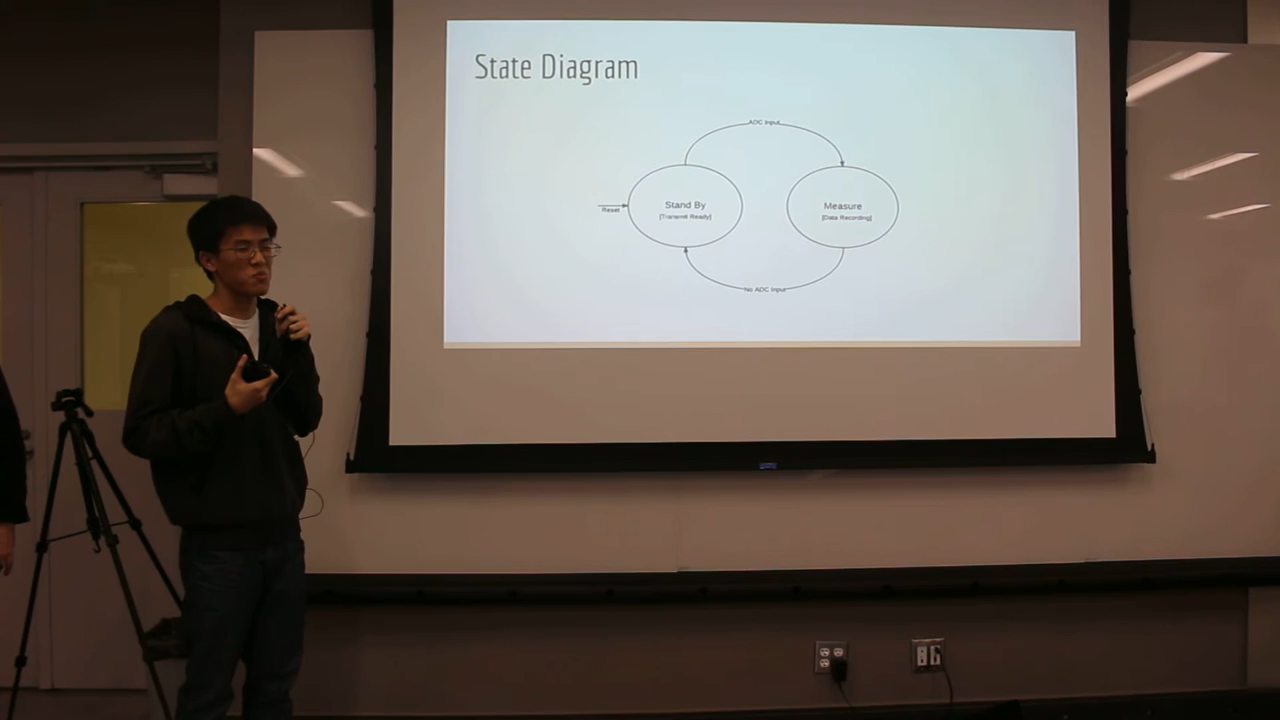 State Diagram
ADC Input
Reset
Stand By
[Transmit Ready]
Measure
[Data Recording]
No ADC Input